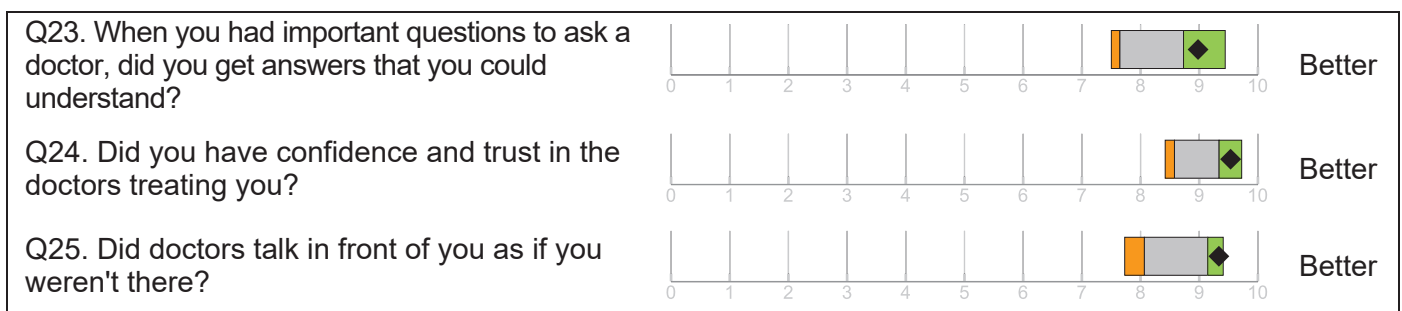 Q23. When you had important questions to ask a
doctor, did you get answers that you could
understand?
0 1 2 3 4 5 6 7 8 9 10
Better
Q24. Did you have confidence and trust in the
doctors treating you?
0 1 2 3 4 5 6 7 8 9 10
Better
Q25. Did doctors talk in front of you as if you
weren't there?
0 1 2 3 4 5 6 7 8 9 10
Better